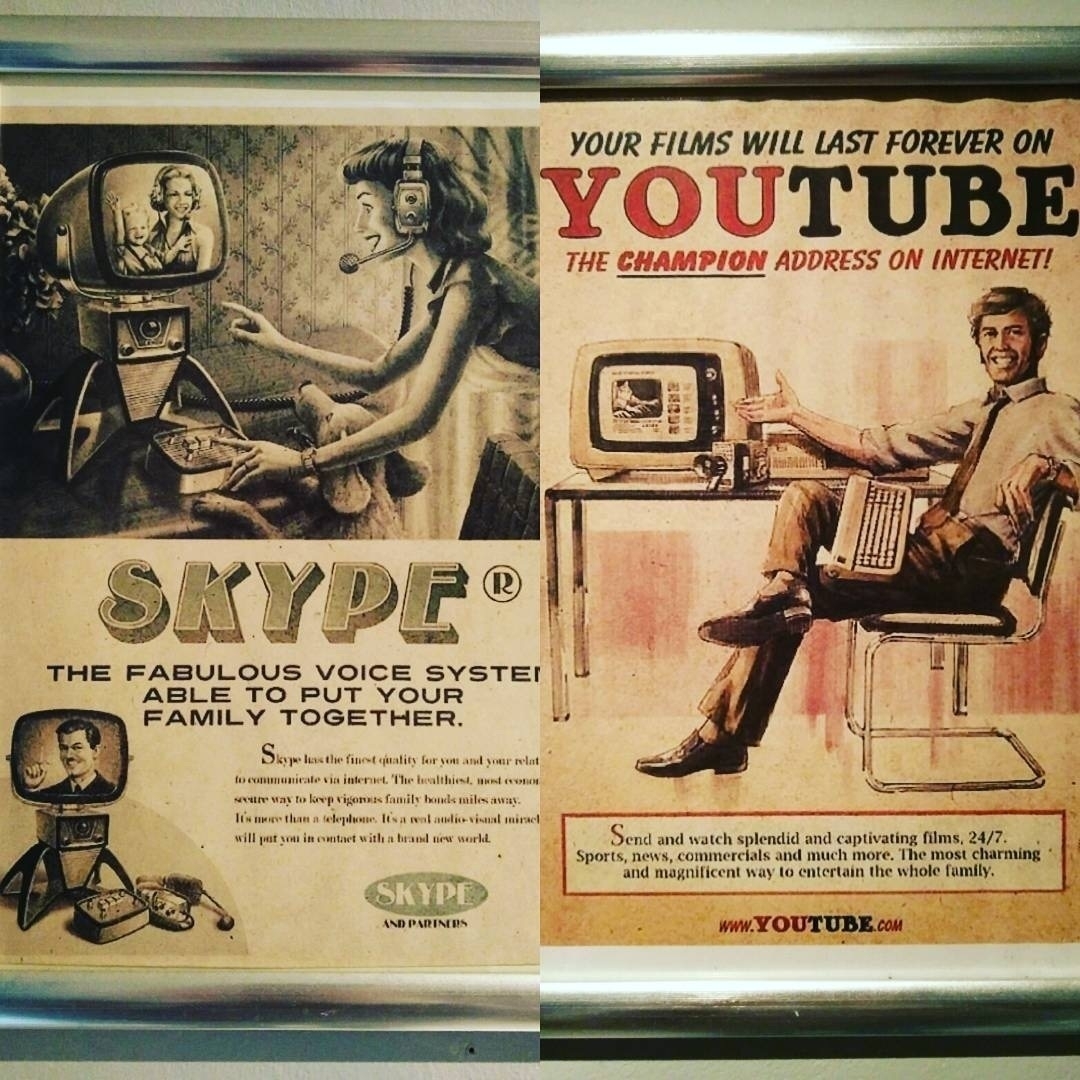 SKYPE®
THE FABULOUS VOICE SYSTEM
ABLE TO PUT YOUR
FAMILY TOGETHER.
Skype has the finest quality for you and your relat
to communicate via internet. The healthiest, most econo
secure way to keep vigorous family bonds miles away.
It's more than a telephone. It's a real audio-visual miracl
will put you in contact with a brand new world.
SKYPE
AND PARTNERS
YOUR FILMS WILL LAST FOREVER ON
YOUTUBE
THE CHAMPION ADDRESS ON INTERNET!
Send and watch splendid and captivating films, 24/7.
Sports, news, commercials and much more. The most charming
and magnificent way to entertain the whole family.
www.YOUTUBE.com